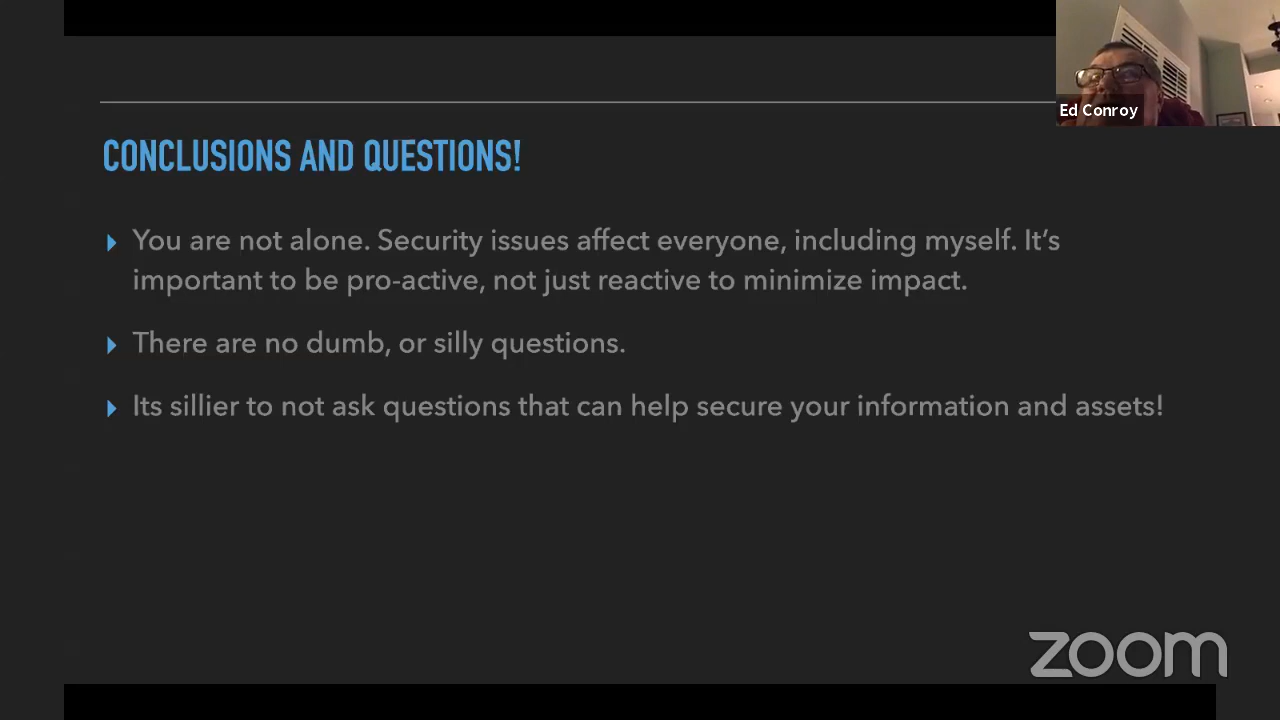 Ed Conroy
CONCLUSIONS AND QUESTIONS!
You are not alone. Security issues affect everyone, including myself. It’s
important to be pro-active, not just reactive to minimize impact.
There are no dumb, or silly questions.
Its sillier to not ask questions that can help secure your information and assets!
zoom